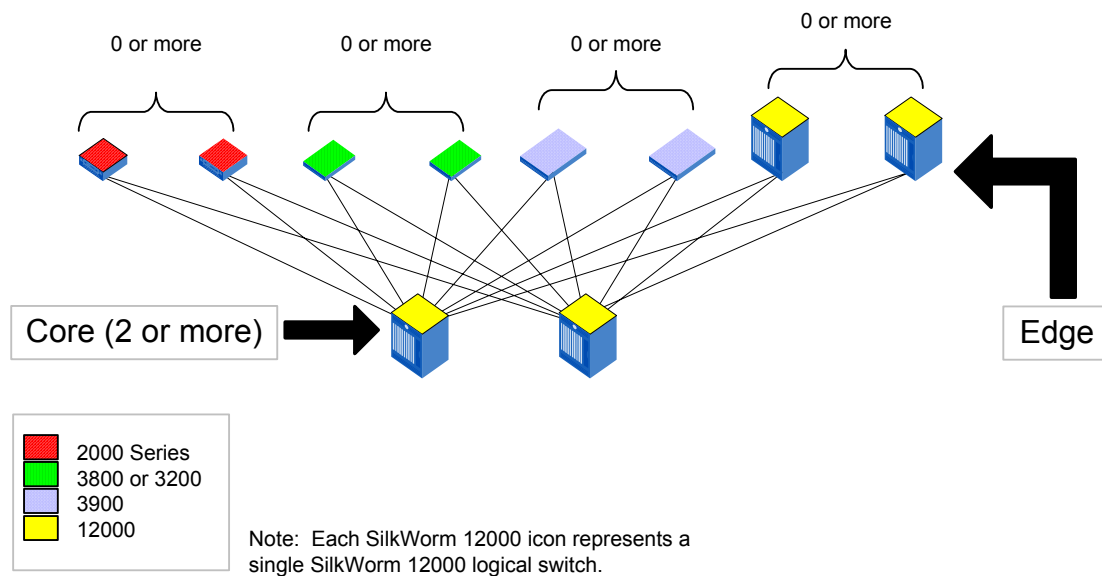 0 or more
0 or more
0 or more
0 or more
Core (2 or more)
Edge
2000 Series
3800 or 3200
3900
12000
Note: Each SilkWorm 12000 icon represents a
single SilkWorm 12000 logical switch.